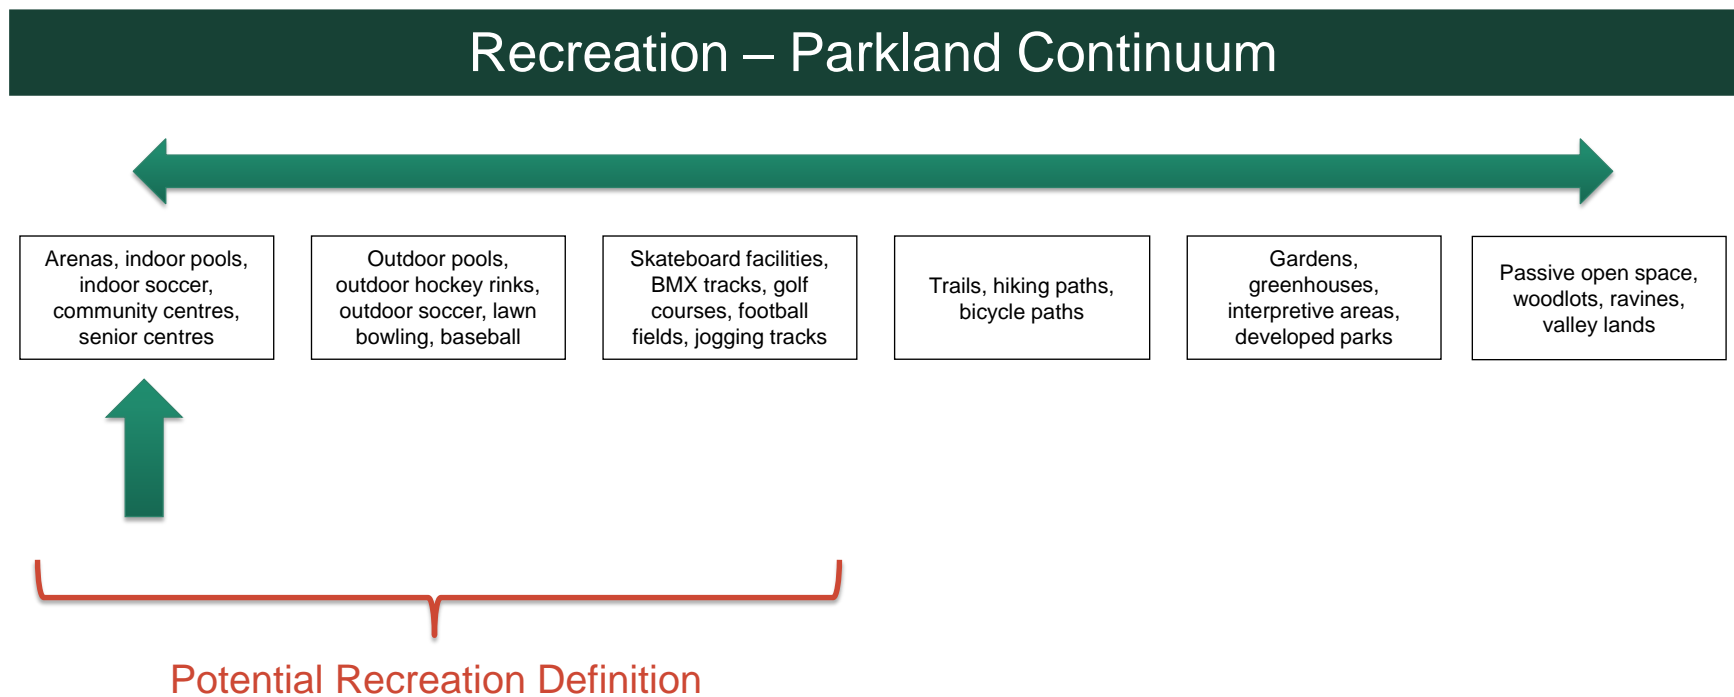 Recreation – Parkland Continuum
Arenas, indoor pools,
indoor soccer,
community centres,
senior centres
Outdoor pools,
outdoor hockey rinks,
outdoor soccer, lawn
bowling, baseball
Skateboard facilities,
BMX tracks, golf
courses, football
fields, jogging tracks
Trails, hiking paths,
bicycle paths
Gardens,
greenhouses,
interpretive areas,
developed parks
Passive open space,
woodlots, ravines,
valley lands
Potential Recreation Definition